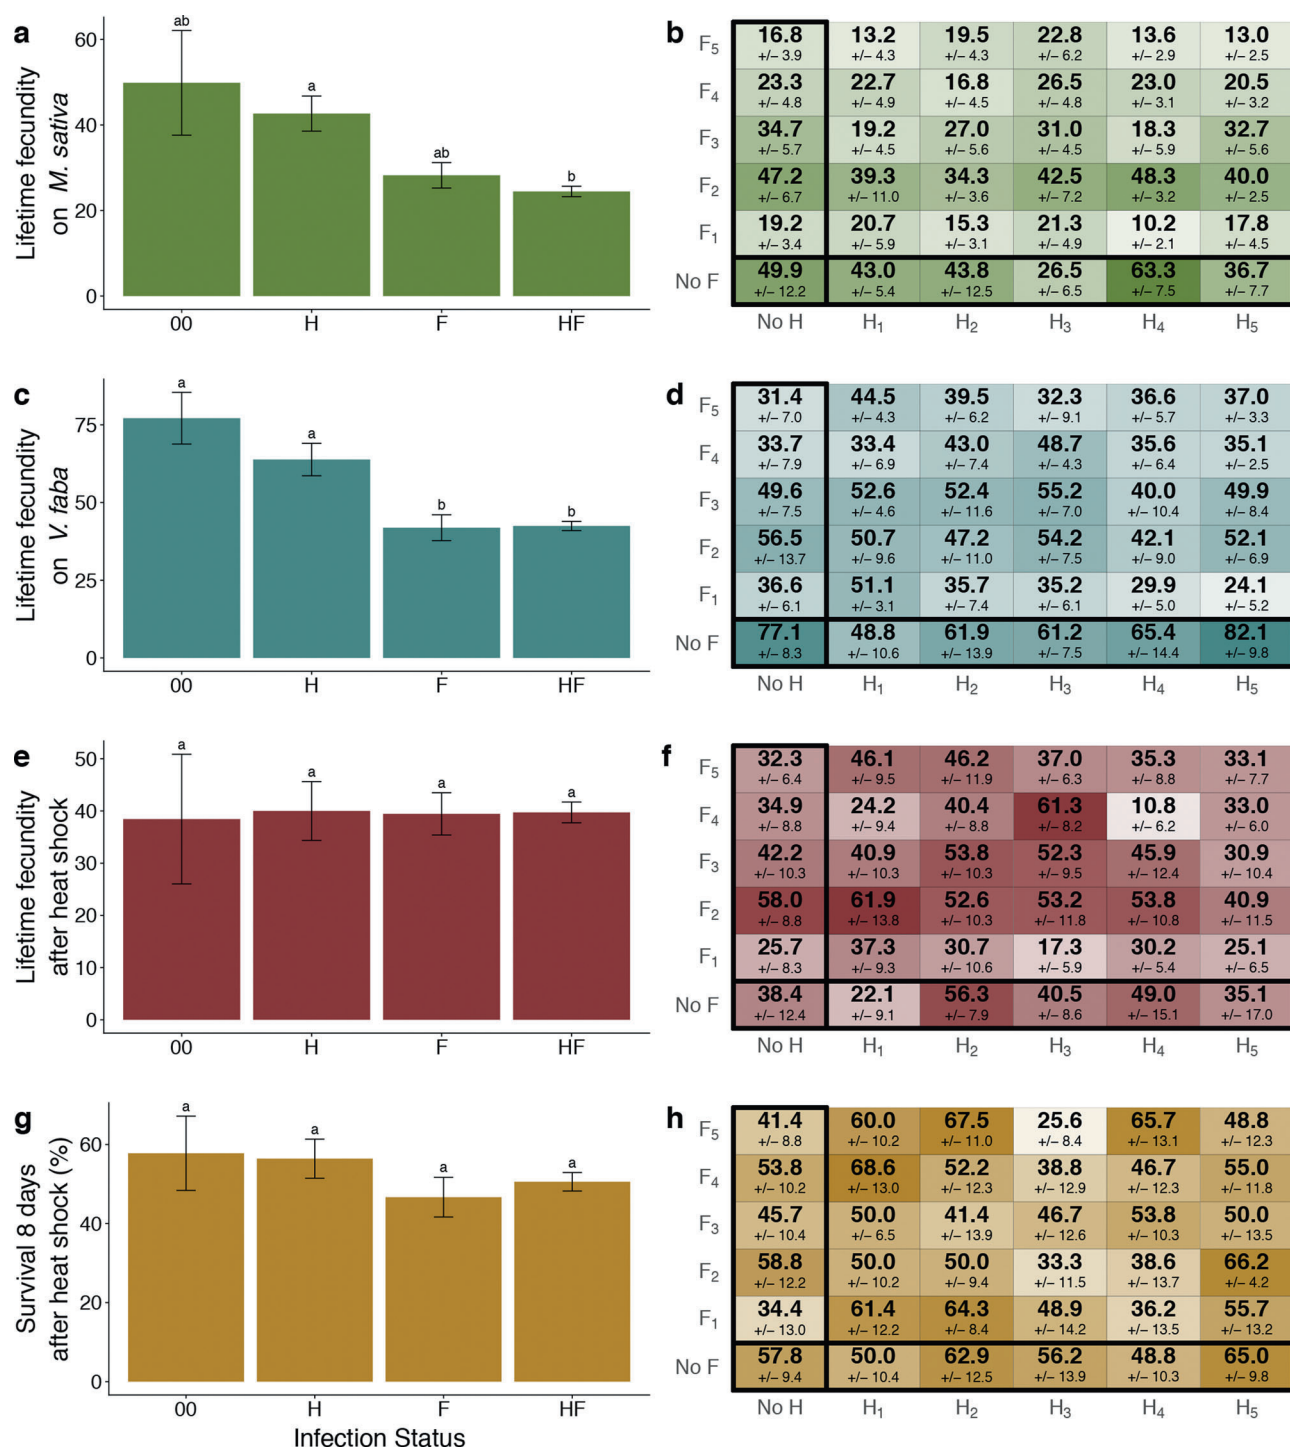 a
Lifetime fecundity
on M. sativa
60
40
20
0
ab
a
ab
b
00 H F HF
b
F5 16.8 13.2 19.5 22.8 13.6 13.0
+/− 3.9 +/− 4.3 +/− 4.3 +/− 6.2 +/− 2.9 +/− 2.5
F4 23.3 22.7 16.8 26.5 23.0 20.5
+/− 4.8 +/− 4.9 +/− 4.5 +/− 4.8 +/− 3.1 +/− 3.2
F3 34.7 19.2 27.0 31.0 18.3 32.7
+/− 5.7 +/− 4.5 +/− 5.6 +/− 4.5 +/− 5.9 +/− 5.6
F2 47.2 39.3 34.3 42.5 48.3 40.0
+/− 6.7 +/− 11.0 +/− 3.6 +/− 7.2 +/− 3.2 +/− 2.5
F1 19.2 20.7 15.3 21.3 10.2 17.8
+/− 3.4 +/− 5.9 +/− 3.1 +/− 4.9 +/− 2.1 +/− 4.5
No F 49.9 43.0 43.8 26.5 63.3 36.7
+/− 12.2 +/− 5.4 +/− 12.5 +/− 6.5 +/− 7.5 +/− 7.7
No H H1 H2 H3 H4 H5
c
Lifetime fecundity
on V. faba
75
50
25
0
a
a
b
b
00 H F HF
d
F5 31.4 44.5 39.5 32.3 36.6 37.0
+/− 7.0 +/− 4.3 +/− 6.2 +/− 9.1 +/− 5.7 +/− 3.3
F4 33.7 33.4 43.0 48.7 35.6 35.1
+/− 7.9 +/− 6.9 +/− 7.4 +/− 4.3 +/− 6.4 +/− 2.5
F3 49.6 52.6 52.4 55.2 40.0 49.9
+/− 7.5 +/− 4.6 +/− 11.6 +/− 7.0 +/− 10.4 +/− 8.4
F2 56.5 50.7 47.2 54.2 42.1 52.1
+/− 13.7 +/− 9.6 +/− 11.0 +/− 7.5 +/− 9.0 +/− 6.9
F1 36.6 51.1 35.7 35.2 29.9 24.1
+/− 6.1 +/− 3.1 +/− 7.4 +/− 6.1 +/− 5.0 +/− 5.2
No F 77.1 48.8 61.9 61.2 65.4 82.1
+/− 8.3 +/− 10.6 +/− 13.9 +/− 7.5 +/− 14.4 +/− 9.8
No H H1 H2 H3 H4 H5
e
Lifetime fecundity
after heat shock
50
40
30
20
10
0
a
a
a
a
00 H F HF
f
F5 32.3 46.1 46.2 37.0 35.3 33.1
+/− 6.4 +/− 9.5 +/− 11.9 +/− 6.3 +/− 8.8 +/− 7.7
F4 34.9 24.2 40.4 61.3 10.8 33.0
+/− 8.8 +/− 9.4 +/− 8.8 +/− 8.2 +/− 6.2 +/− 6.0
F3 42.2 40.9 53.8 52.3 45.9 30.9
+/− 10.3 +/− 10.3 +/− 10.3 +/− 9.5 +/− 12.4 +/− 10.4
F2 58.0 61.9 52.6 53.2 53.8 40.9
+/− 8.8 +/− 13.8 +/− 10.3 +/− 11.8 +/− 10.8 +/− 11.5
F1 25.7 37.3 30.7 17.3 30.2 25.1
+/− 8.3 +/− 9.3 +/− 10.6 +/− 5.9 +/− 5.4 +/− 6.5
No F 38.4 22.1 56.3 40.5 49.0 35.1
+/− 12.4 +/− 9.1 +/− 7.9 +/− 8.6 +/− 15.1 +/− 17.0
No H H1 H2 H3 H4 H5
g
Survival 8 days
after heat shock (%)
60
40
20
0
a
a
a
a
00 H F HF
Infection Status
h
F5 41.4 60.0 67.5 25.6 65.7 48.8
+/− 8.8 +/− 10.2 +/− 11.0 +/− 8.4 +/− 13.1 +/− 12.3
F4 53.8 68.6 52.2 38.8 46.7 55.0
+/− 10.2 +/− 13.0 +/− 12.3 +/− 12.9 +/− 12.3 +/− 11.8
F3 45.7 50.0 41.4 46.7 53.8 50.0
+/− 10.4 +/− 6.5 +/− 13.9 +/− 12.6 +/− 10.3 +/− 13.5
F2 58.8 50.0 50.0 33.3 38.6 66.2
+/− 12.2 +/− 10.2 +/− 9.4 +/− 11.5 +/− 13.7 +/− 4.2
F1 34.4 61.4 64.3 48.9 36.2 55.7
+/− 13.0 +/− 12.2 +/− 8.4 +/− 14.2 +/− 13.5 +/− 13.2
No F 57.8 50.0 62.9 56.2 48.8 65.0
+/− 9.4 +/− 10.4 +/− 12.5 +/− 13.9 +/− 10.3 +/− 9.8
No H H1 H2 H3 H4 H5